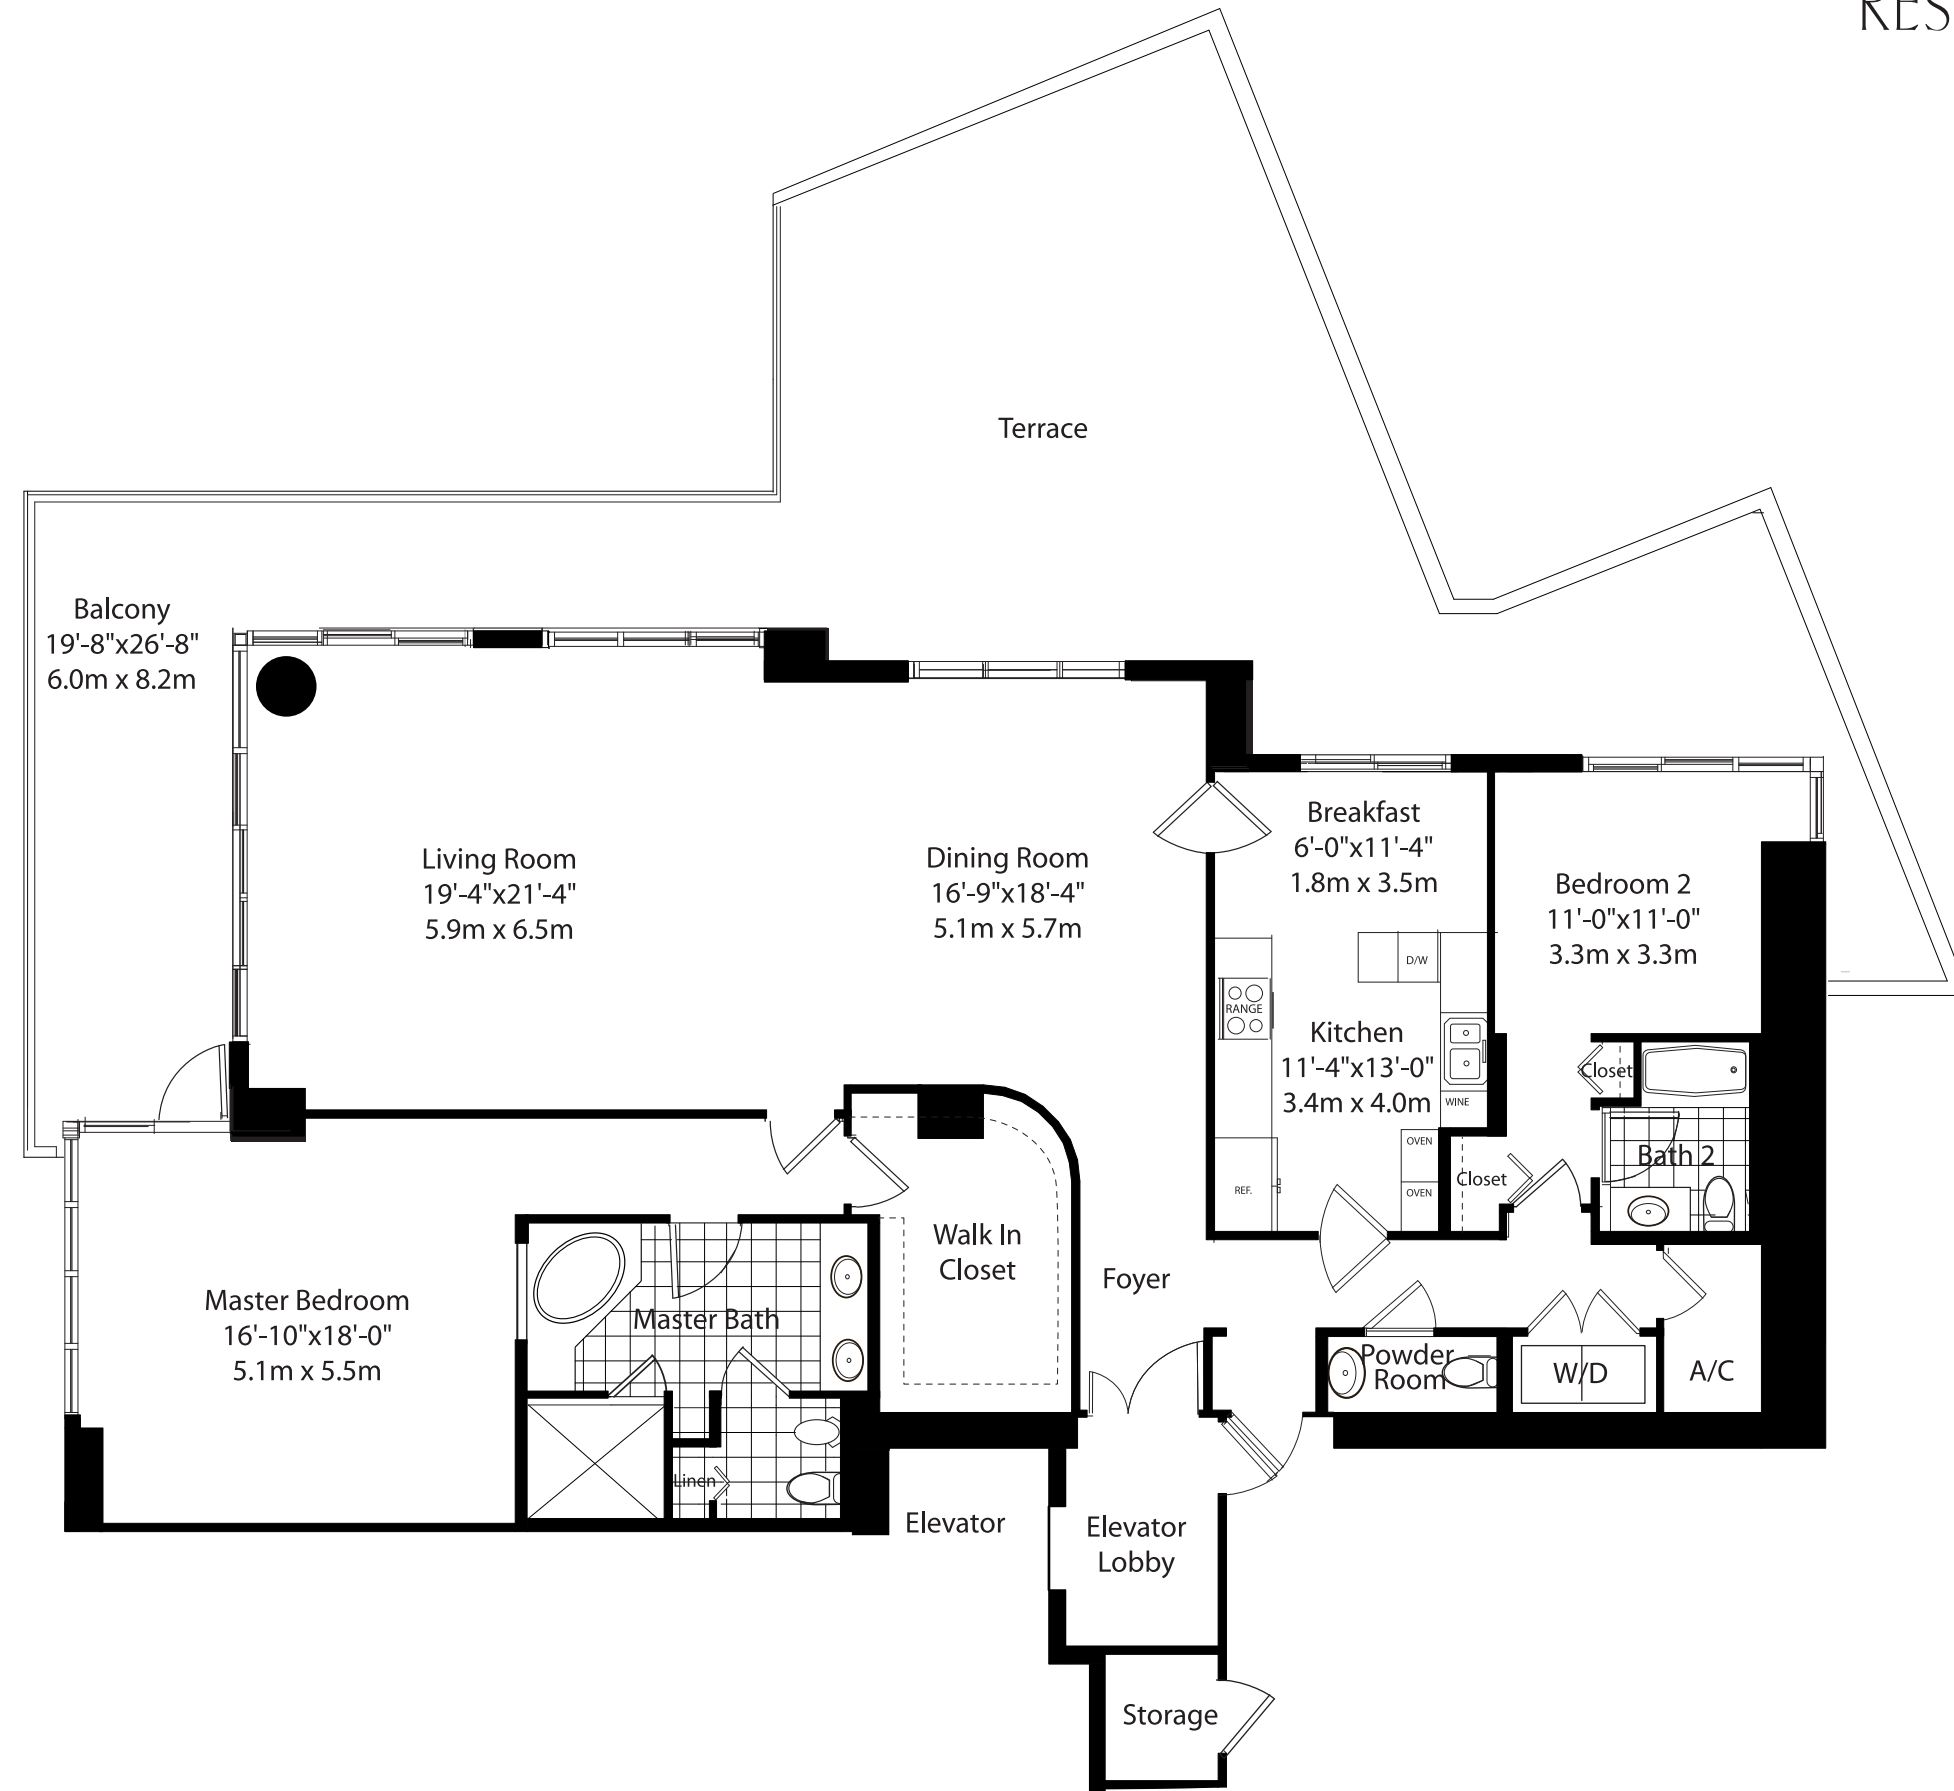 RES
Terrace
Balcony
19'-8"x26'-8"
6.0m x 8.2m
Living Room
19'-4"x21'-4"
5.9m x 6.5m
Dining Room
16'-9"x18'-4"
5.1m x 5.7m
Breakfast
6'-0"x11'-4"
1.8m x 3.5m
Bedroom 2
11'-0"x11'-0"
3.3m x 3.3m
D/W
RANGE
Kitchen
11'-4"x13'-0"
3.4m x 4.0m
WINE
OVEN
OVEN
REF.
Closet
Closet
Bath 2
Walk In
Closet
Foyer
Master Bedroom
16'-10"x18'-0"
5.1m x 5.5m
Master Bath
Linen
Powder
Room
W/D
A/C
Elevator
Elevator
Lobby
Storage